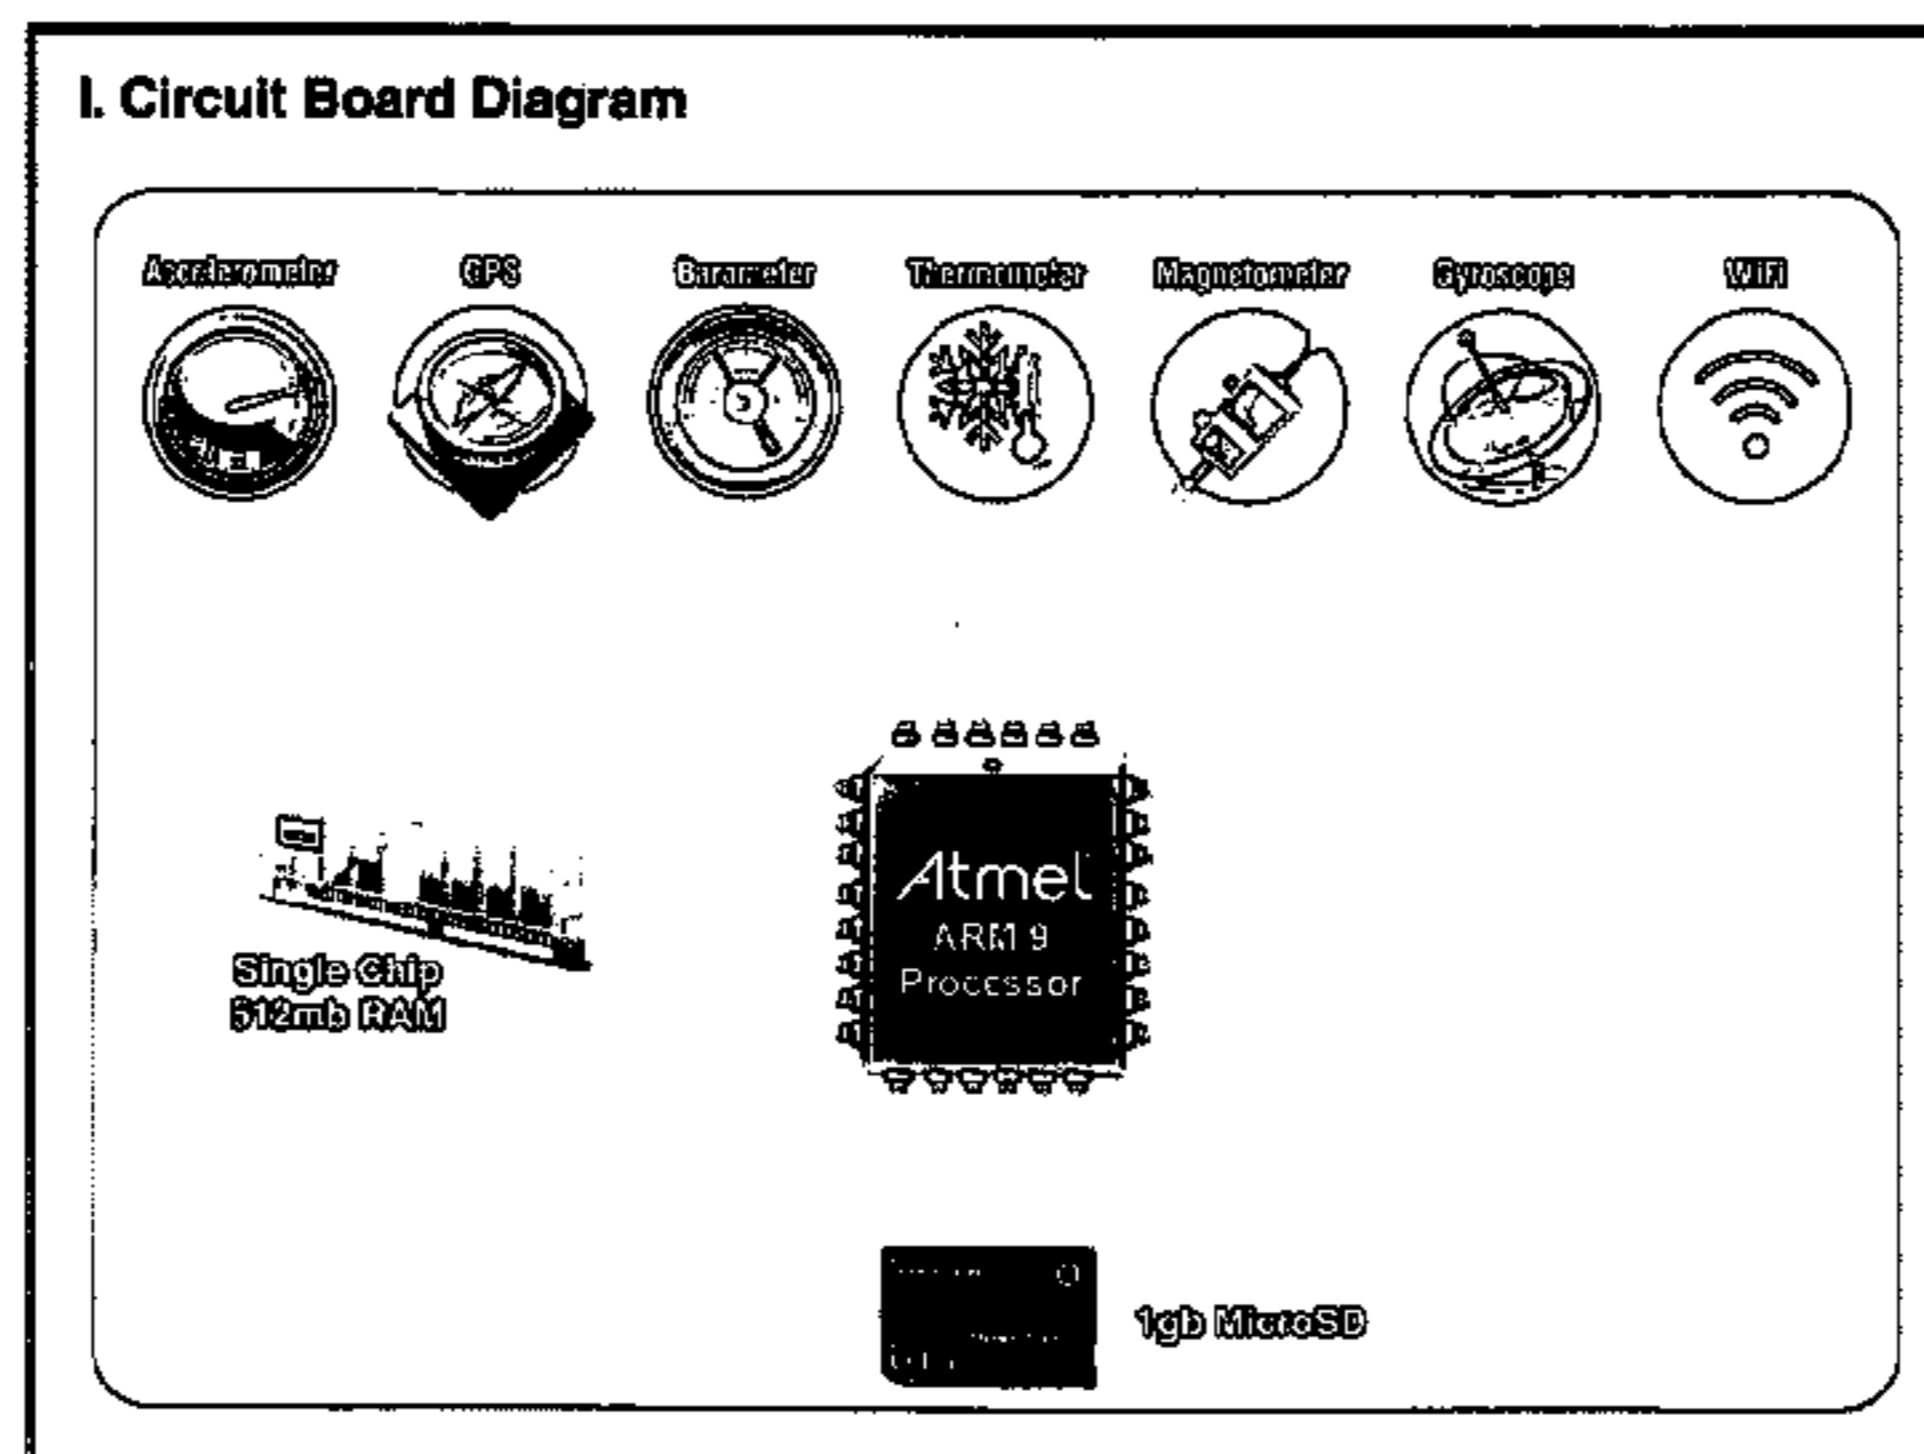 I. Circuit Board Diagram
Accelerometer GPS Barometer Thermometer Magnetometer Gyroscope WiFi
Atmel
ARM 9
Processor
Single Chip
512mb RAM
1gb MicroSD